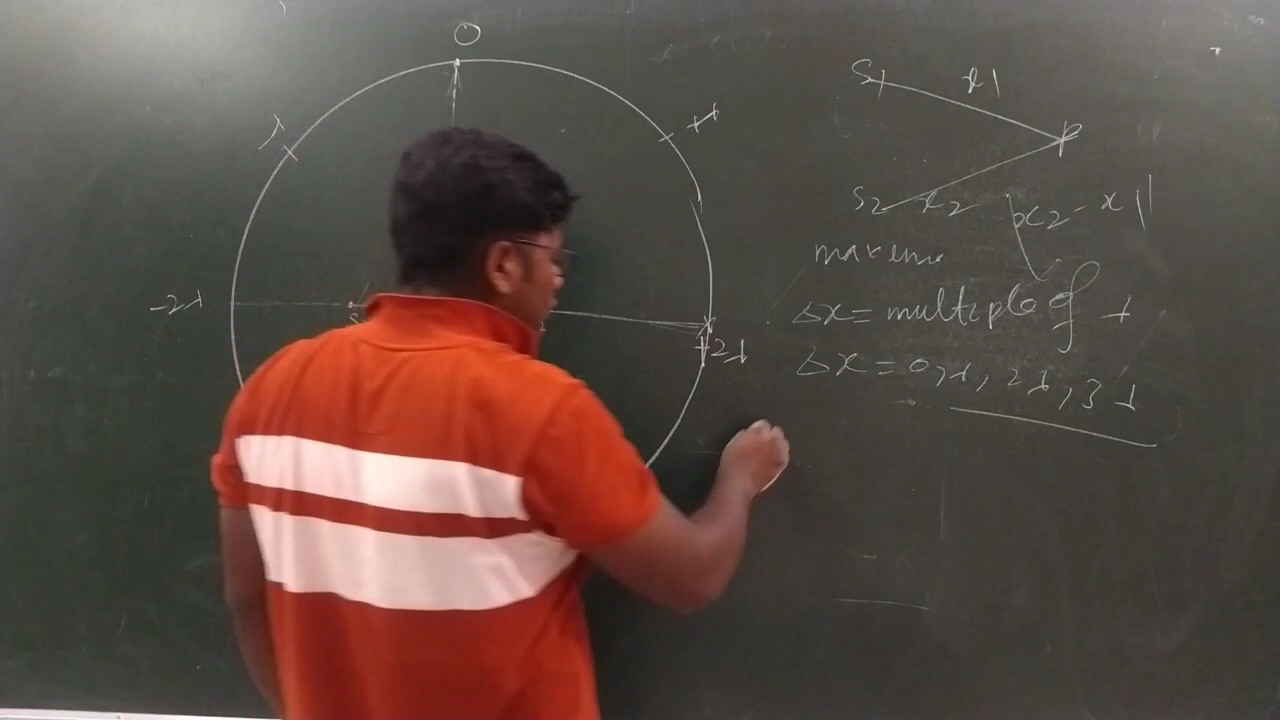 O
λ
+λ
-2λ
+2λ
S1
x1
P
S2
x2
x2-x1
maxima
Δx = multiple of λ
Δx = 0, λ, 2λ, 3λ